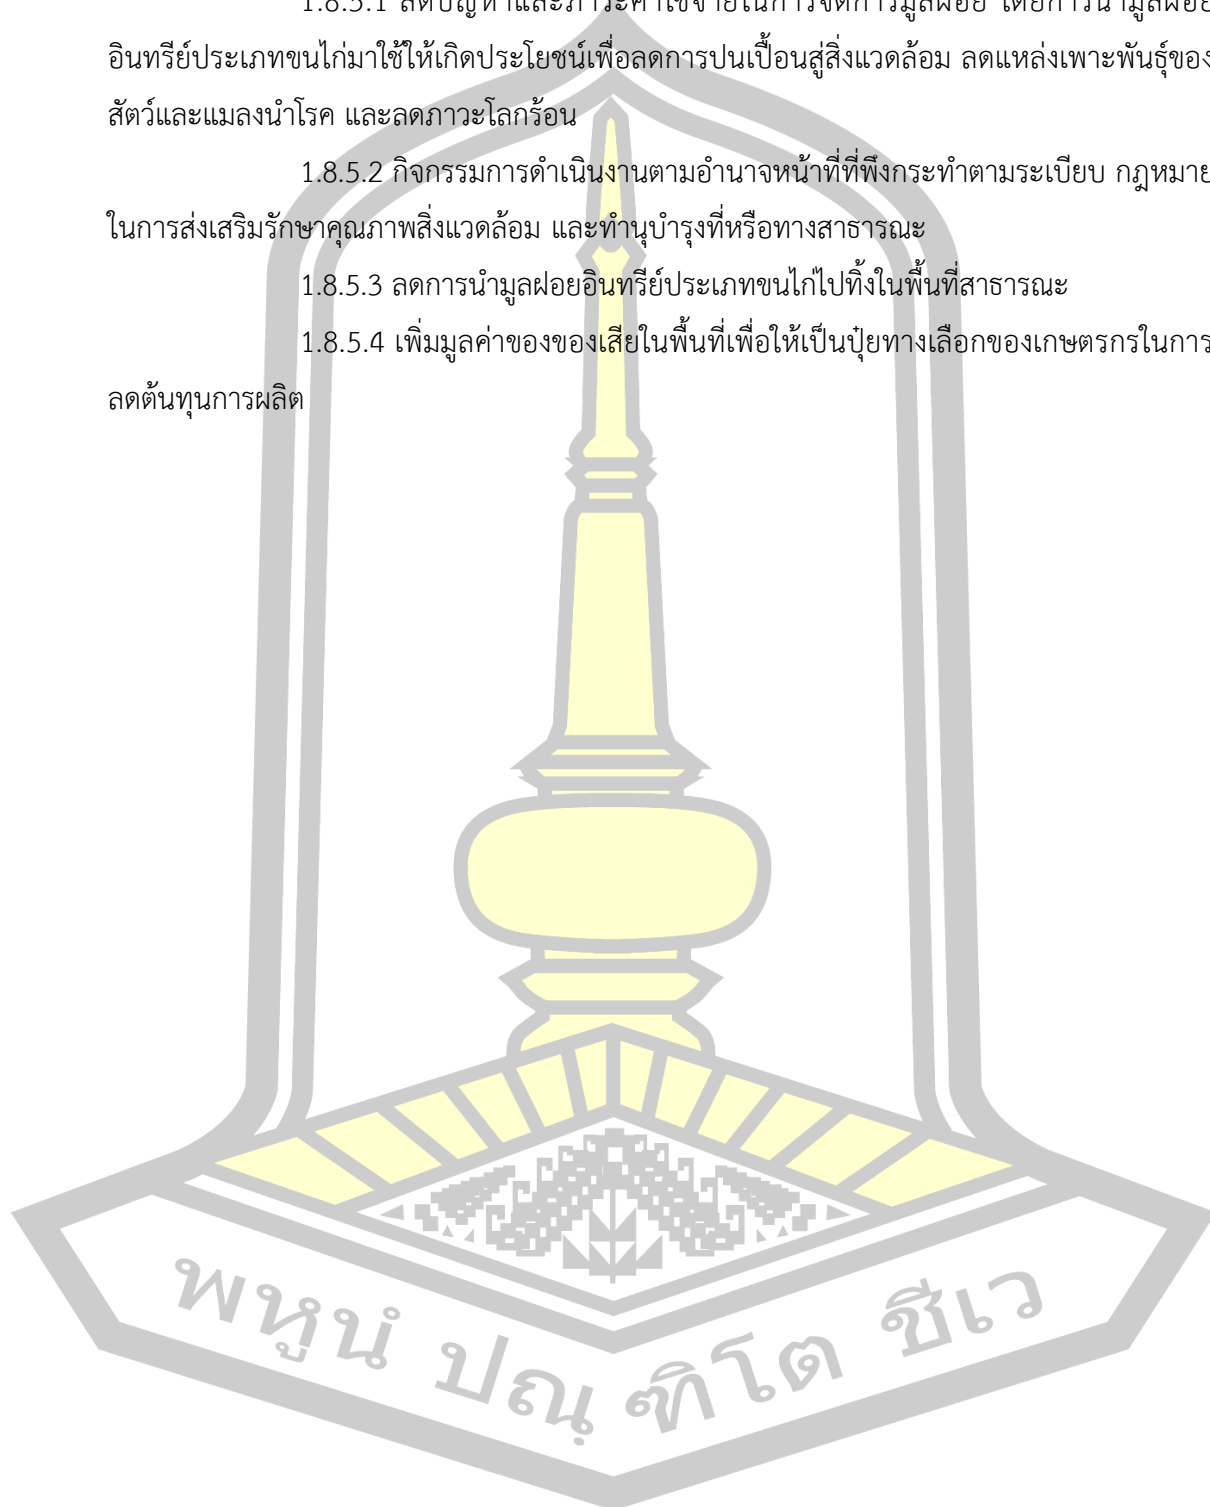 1.8.5.1 ลดปัญหาและภาระค่าใช้จ่ายในการจัดการมูลฝอย โดยการนำมูลฝอย
อินทรีย์ประเภทขนไก่มาใช้ให้เกิดประโยชน์เพื่อลดการปนเปื้อนสู่สิ่งแวดล้อม ลดแหล่งเพาะพันธุ์ของ
สัตว์และแมลงนำโรค และลดภาวะโลกร้อน
1.8.5.2 กิจกรรมการดำเนินงานตามอำนาจหน้าที่ที่พึงกระทำตามระเบียบ กฎหมาย
ในการส่งเสริมรักษาคุณภาพสิ่งแวดล้อม และทำนุบำรุงที่หรือทางสาธารณะ
1.8.5.3 ลดการนำมูลฝอยอินทรีย์ประเภทขนไก่ไปทิ้งในพื้นที่สาธารณะ
1.8.5.4 เพิ่มมูลค่าของของเสียในพื้นที่เพื่อให้เป็นปุ๋ยทางเลือกของเกษตรกรในการ
ลดต้นทุนการผลิต
พหูนํ ปณฺฑิโต ชีเว